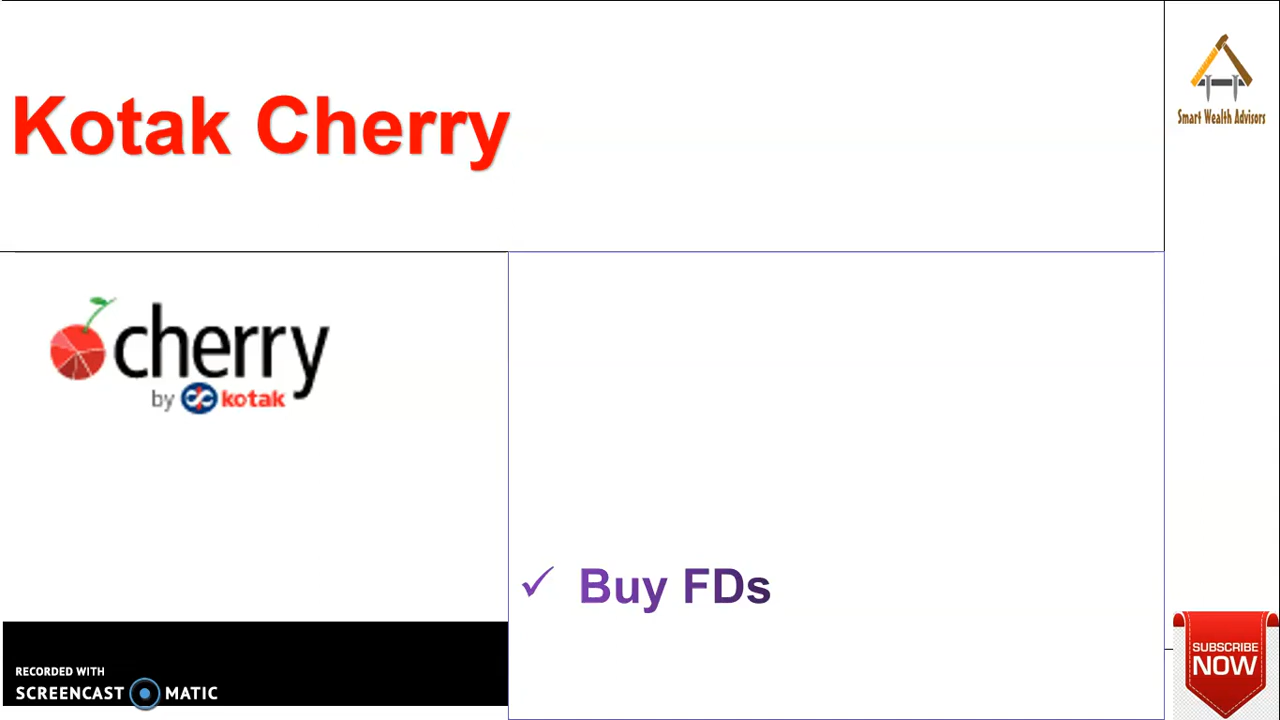 Kotak Cherry
Smart Wealth Advisors
cherry
by kotak
✓ Buy FDs
RECORDED WITH
SCREENCAST MATIC
SUBSCRIBE
NOW